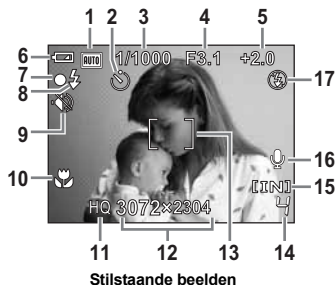 1 2 3 4 5
6 AUTO 1/1000 F3.1 +2.0
7 17
8
9
16
10 [IN] 15
HQ 3072×2304 4
11 12 13 14
Stilstaande beelden